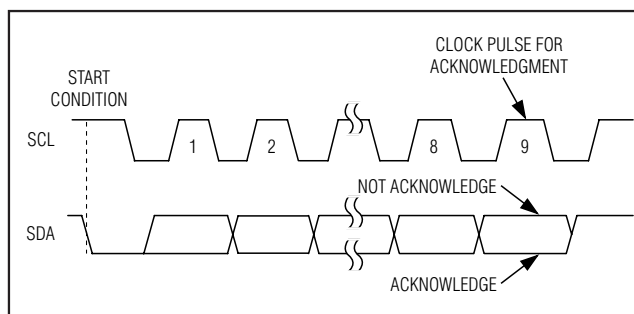 CLOCK PULSE FOR
ACKNOWLEDGMENT
START
CONDITION
SCL
1
2
8
9
NOT ACKNOWLEDGE
SDA
ACKNOWLEDGE